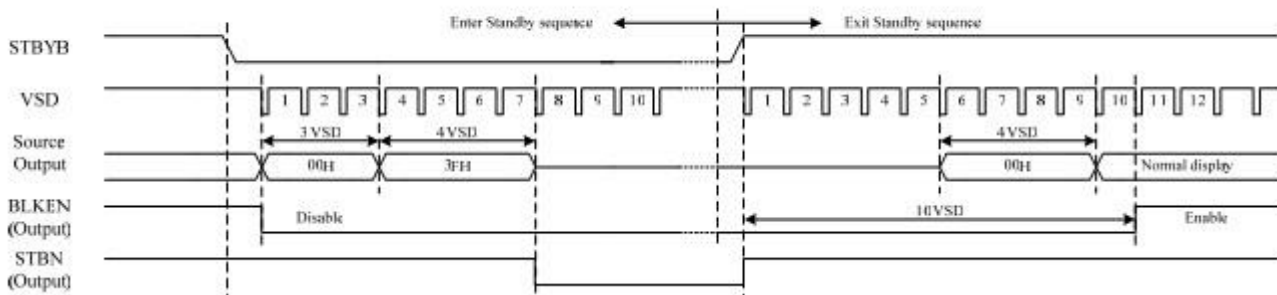 Enter Standby sequence Exit Standby sequence
STBYB
VSD 1 2 3 4 5 6 7 8 9 10 1 2 3 4 5 6 7 8 9 10 11 12
3VSD 4VSD 4VSD
Source
Output 00H 3FH 00H Normal display
BLKEN
(Output) Disable 10VSD Enable
STBN
(Output)